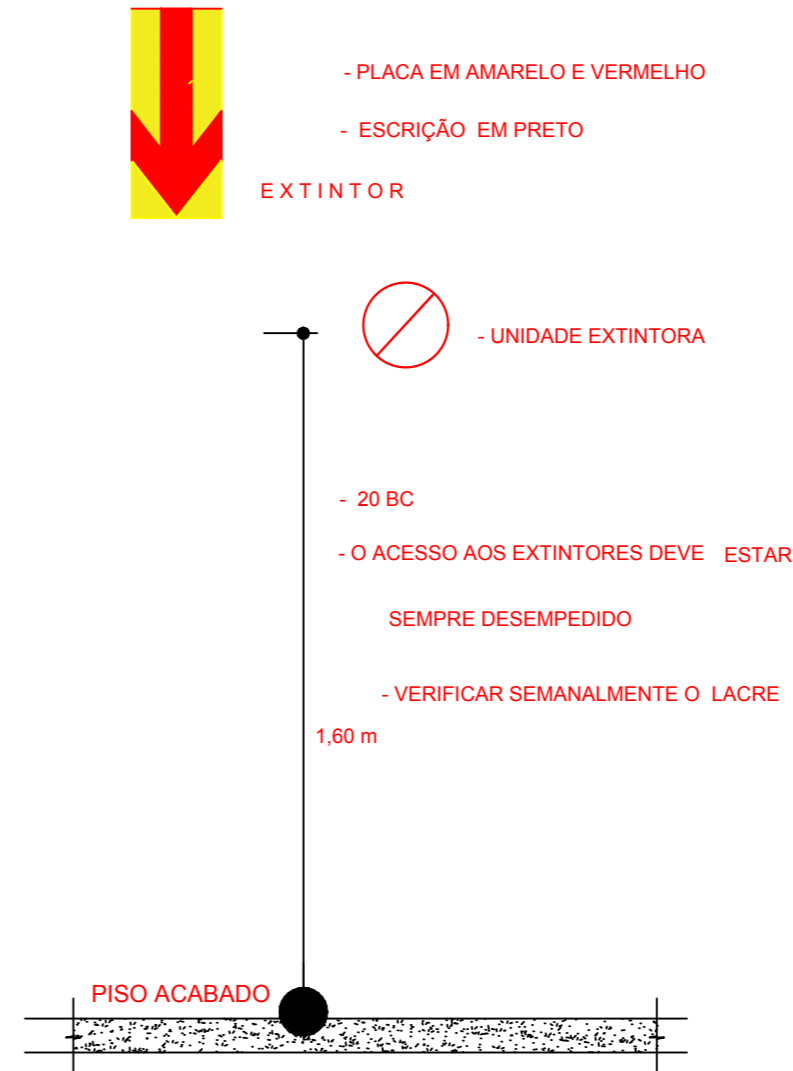 - PLACA EM AMARELO E VERMELHO
- ESCRIÇÃO EM PRETO
E X T I N T O R
- UNIDADE EXTINTORA
- 20 BC
- O ACESSO AOS EXTINTORES DEVE ESTAR
SEMPRE DESEMPEDIDO
- VERIFICAR SEMANALMENTE O LACRE
1,60 m
PISO ACABADO